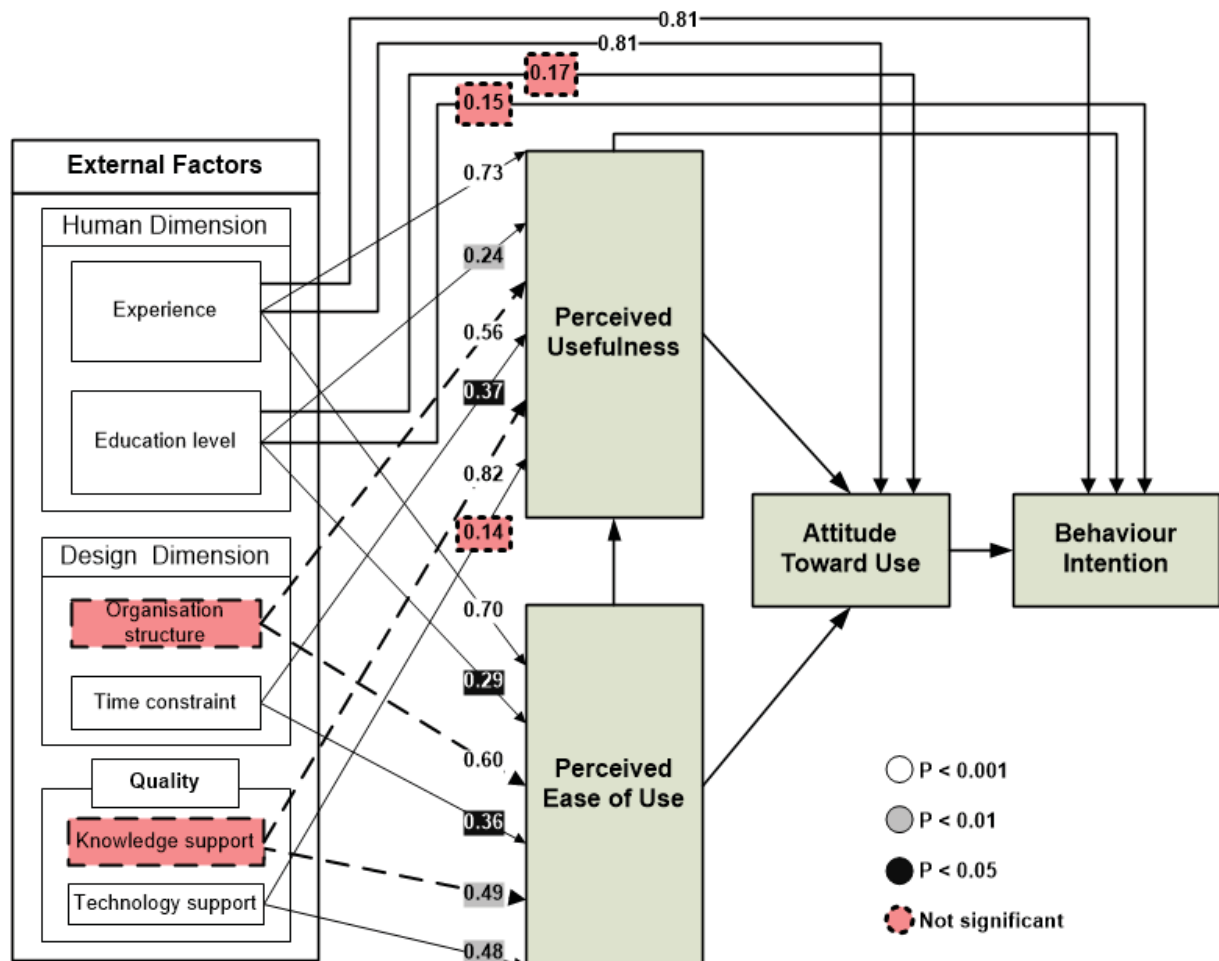 0.81
0.81
0.17
0.15
External Factors
Human Dimension
Experience
Education level
Design Dimension
Organisation
structure
Time constraint
Quality
Knowledge support
Technology support
0.73
0.24
0.56
0.37
0.82
0.14
0.70
0.29
0.60
0.36
0.49
0.48
Perceived
Usefulness
Perceived
Ease of Use
Attitude
Toward Use
Behaviour
Intention
P < 0.001
P < 0.01
P < 0.05
Not significant